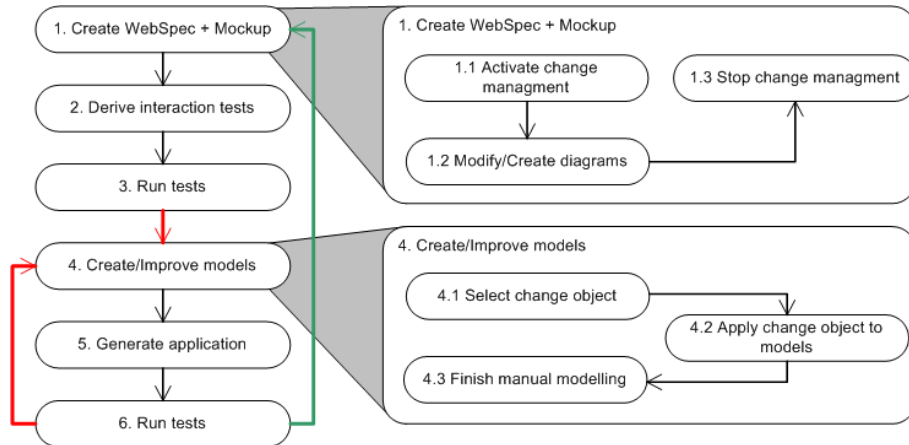 1. Create WebSpec + Mockup
2. Derive interaction tests
3. Run tests
4. Create/Improve models
5. Generate application
6. Run tests
1. Create WebSpec + Mockup
1.1 Activate change
managment
1.3 Stop change managment
1.2 Modify/Create diagrams
4. Create/Improve models
4.1 Select change object
4.2 Apply change object to
models
4.3 Finish manual modelling